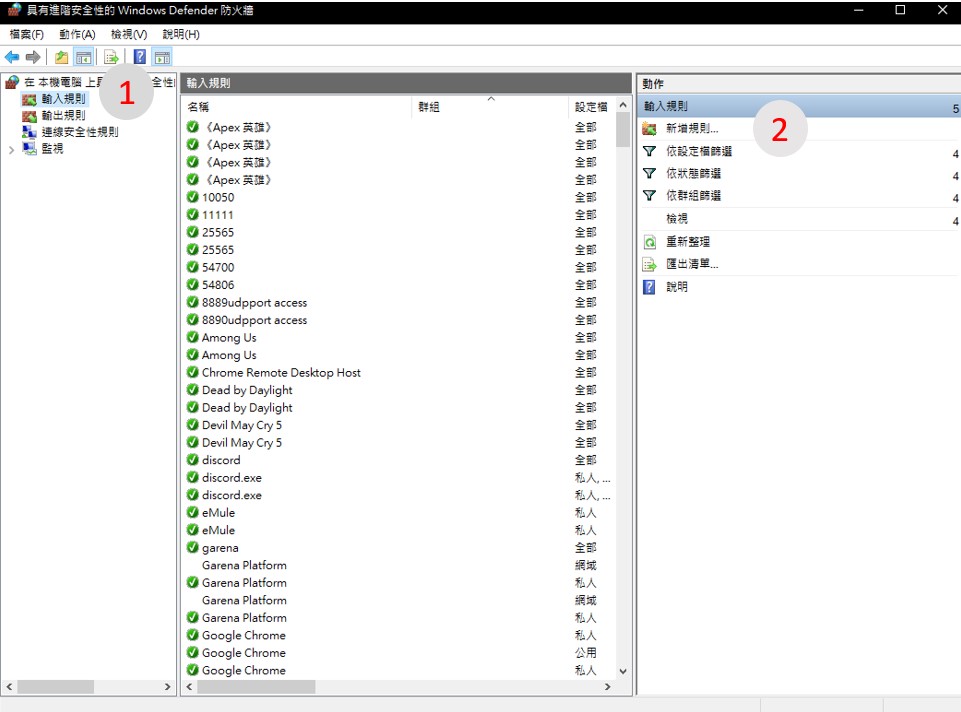 具有進階安全性的 Windows Defender 防火牆
檔案(F) 動作(A) 檢視(V) 說明(H)
在 本機電腦 上
全性
輸入規則
輸出規則
連線安全性規則
監視
1
輸入規則
名稱 群組 設定檔
《Apex 英雄》 全部
《Apex 英雄》 全部
《Apex 英雄》 全部
《Apex 英雄》 全部
10050 全部
11111 全部
25565 全部
25565 全部
54700 全部
54806 全部
8889udpport access 全部
8890udpport access 全部
Among Us 全部
Among Us 全部
Chrome Remote Desktop Host 全部
Dead by Daylight 全部
Dead by Daylight 全部
Devil May Cry 5 全部
Devil May Cry 5 全部
discord 全部
discord.exe 私人, ...
discord.exe 私人, ...
eMule 私人
eMule 私人
garena 全部
Garena Platform 網域
Garena Platform 私人
Garena Platform 網域
Garena Platform 私人
Google Chrome 私人
Google Chrome 公用
Google Chrome 私人
動作
輸入規則
新增規則...
2
依設定檔篩選
依狀態篩選
依群組篩選
檢視
重新整理
匯出清單...
說明